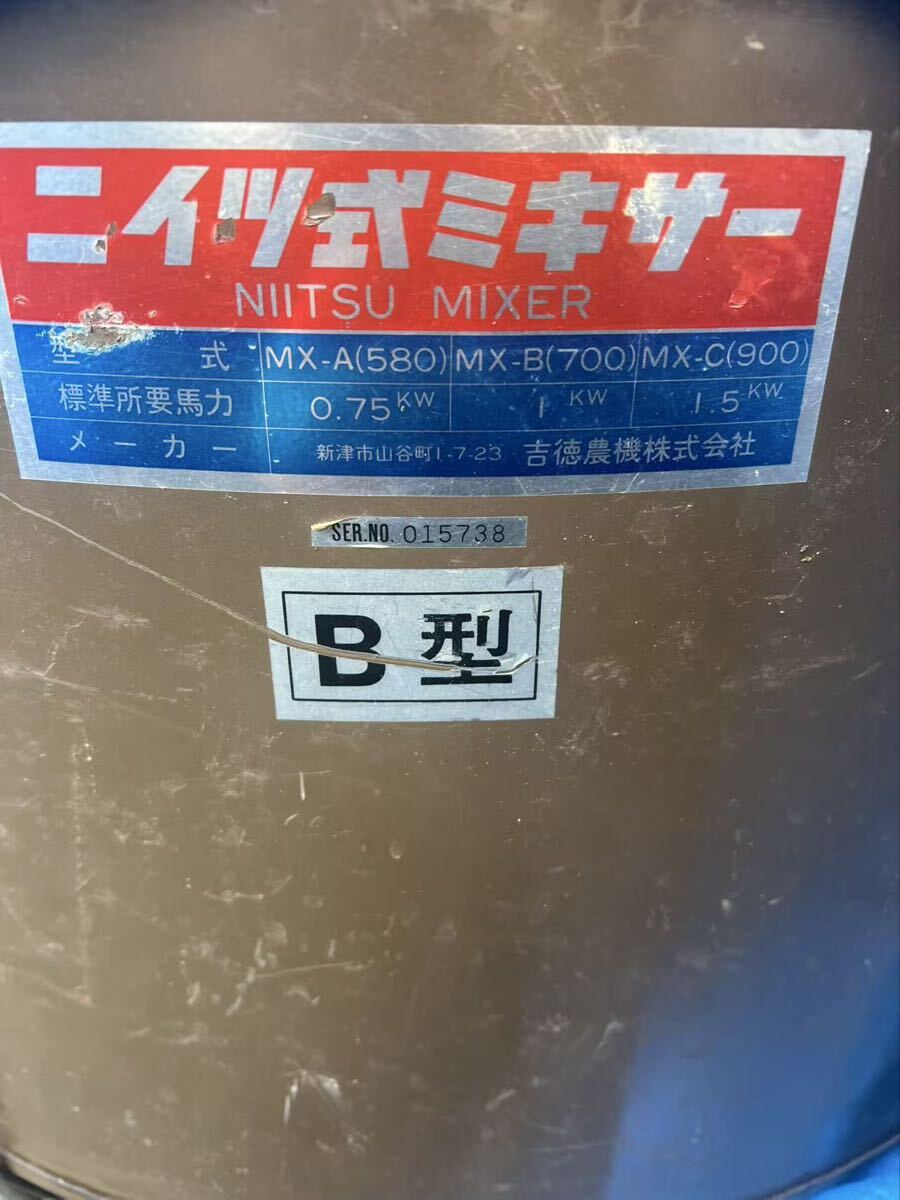 ニイツ式ミキサー
NIITSU MIXER
型式 MX-A(580) MX-B(700) MX-C(900)
標準所要馬力 0.75KW 1KW 1.5KW
メーカー 新津市山谷町1-7-23 吉徳農機株式会社
SER.NO. 015738
B型